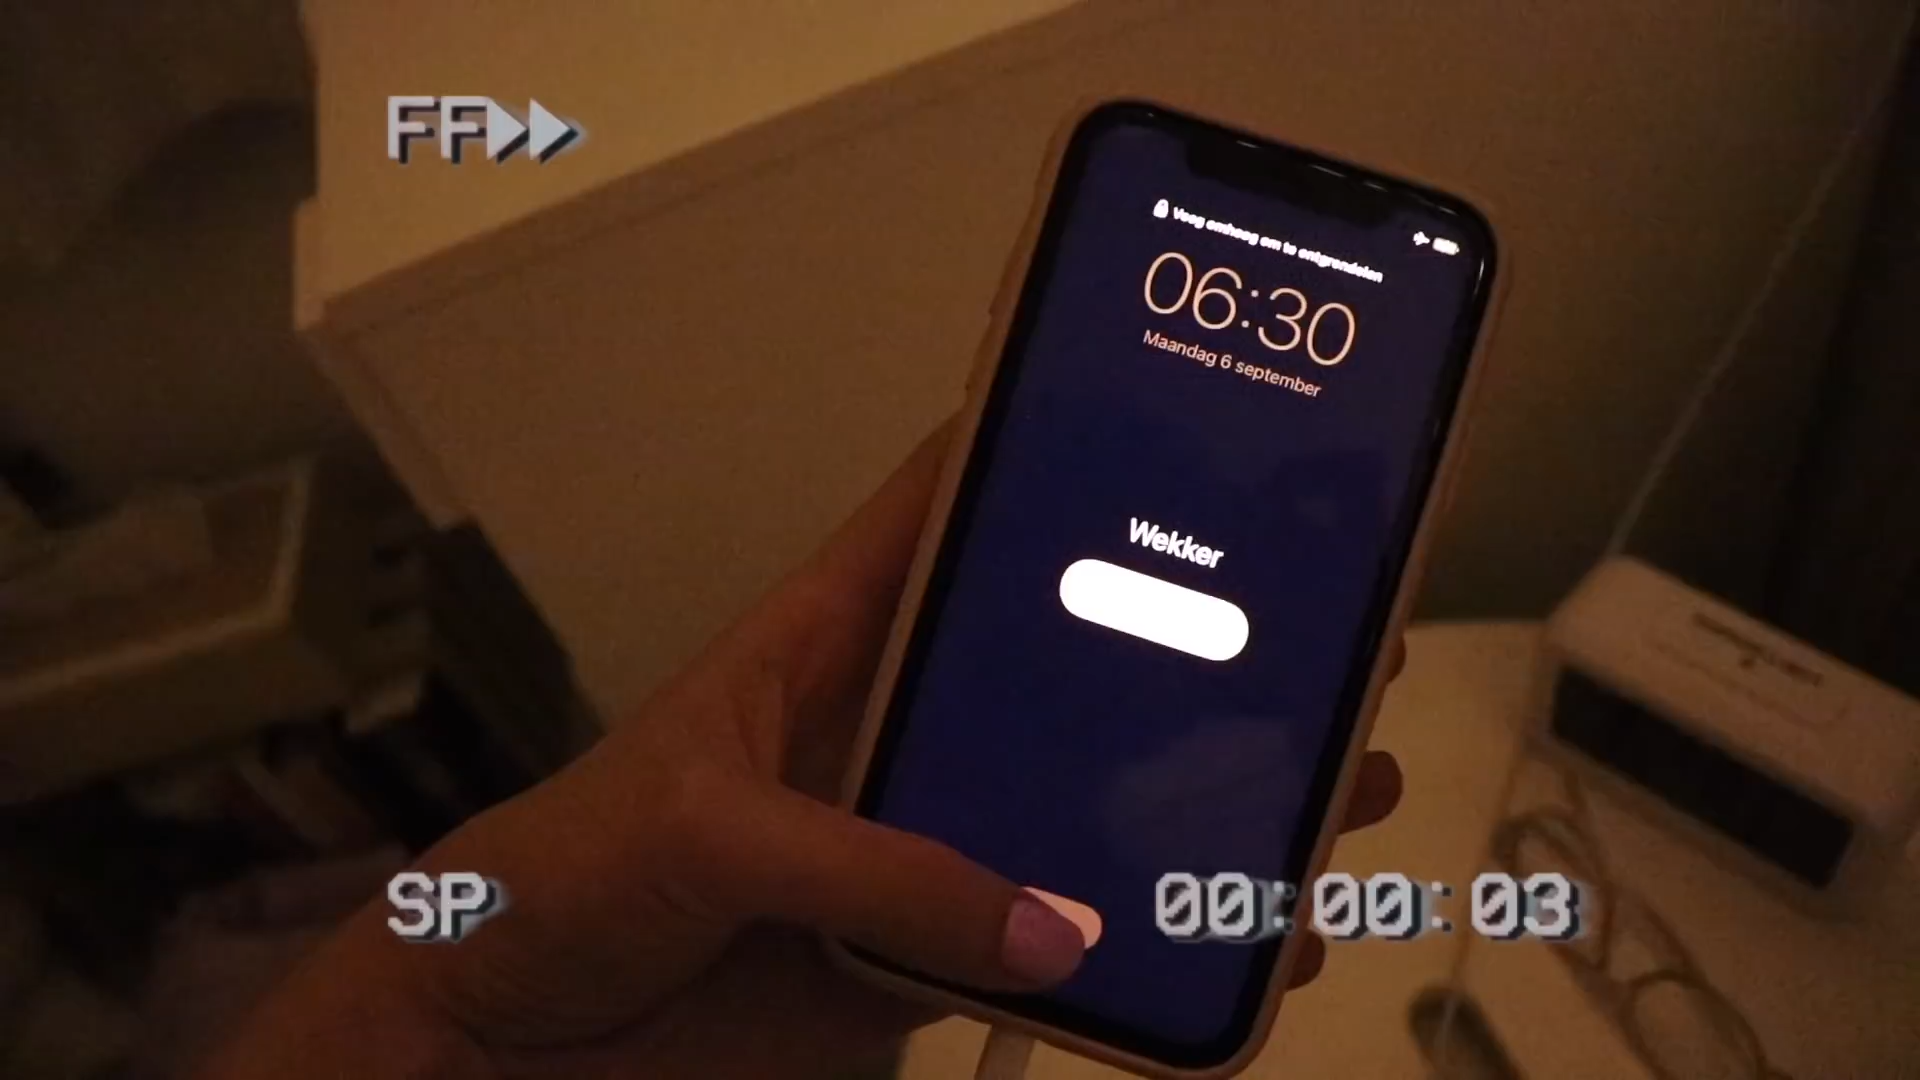 FF
Veeg omhoog om te ontgrendelen
06:30
Maandag 6 september
Wekker
SP
00:00:03